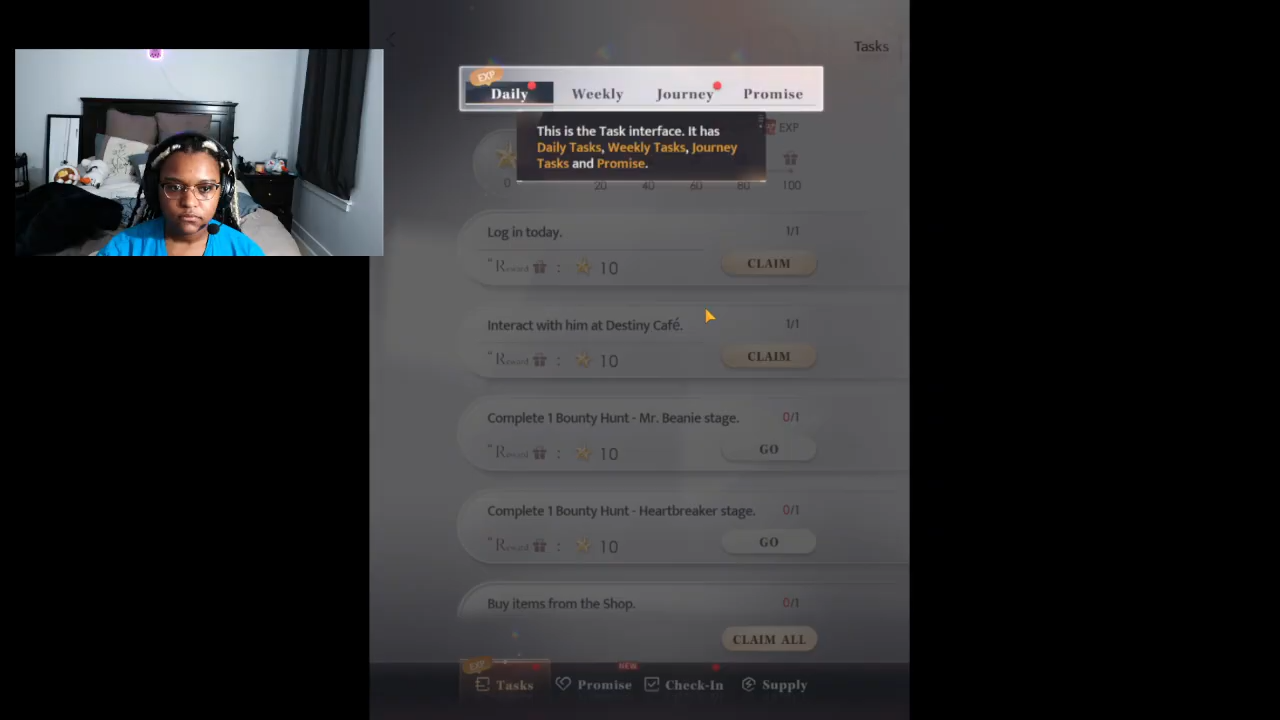 Tasks
EXP
Daily Weekly Journey Promise
This is the Task interface. It has
Daily Tasks, Weekly Tasks, Journey
Tasks and Promise.
EXP
0 20 40 60 80 100
Log in today. 1/1
Reward : 10 CLAIM
Interact with him at Destiny Café. 1/1
Reward : 10 CLAIM
Complete 1 Bounty Hunt - Mr. Beanie stage. 0/1
Reward : 10 GO
Complete 1 Bounty Hunt - Heartbreaker stage. 0/1
Reward : 10 GO
Buy items from the Shop. 0/1
CLAIM ALL
EXP NEW
Tasks Promise Check-In Supply